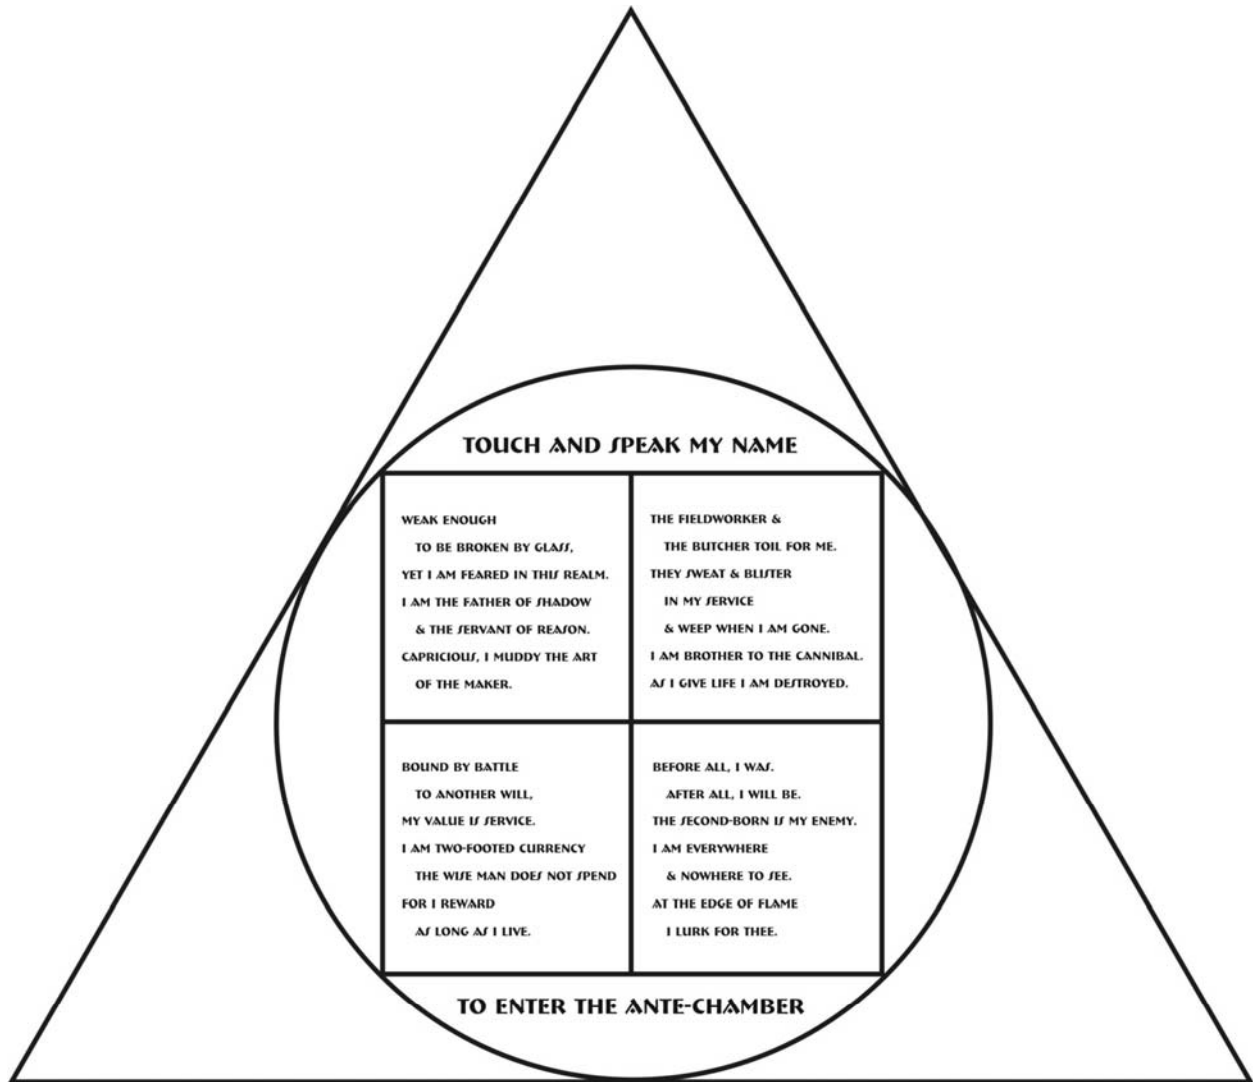 TOUCH AND SPEAK MY NAME
WEAK ENOUGH
TO BE BROKEN BY GLASS,
YET I AM FEARED IN THIS REALM.
I AM THE FATHER OF SHADOW
& THE SERVANT OF REASON.
CAPRICIOUS, I MUDDY THE ART
OF THE MAKER.
THE FIELDWORKER &
THE BUTCHER TOIL FOR ME.
THEY SWEAT & BLISTER
IN MY SERVICE
& WEEP WHEN I AM GONE.
I AM BROTHER TO THE CANNIBAL.
AS I GIVE LIFE I AM DESTROYED.
BOUND BY BATTLE
TO ANOTHER WILL,
MY VALUE IS SERVICE.
I AM TWO-FOOTED CURRENCY
THE WISE MAN DOES NOT SPEND
FOR I REWARD
AS LONG AS I LIVE.
BEFORE ALL, I WAS.
AFTER ALL, I WILL BE.
THE SECOND-BORN IS MY ENEMY.
I AM EVERYWHERE
& NOWHERE TO SEE.
AT THE EDGE OF FLAME
I LURK FOR THEE.
TO ENTER THE ANTE-CHAMBER